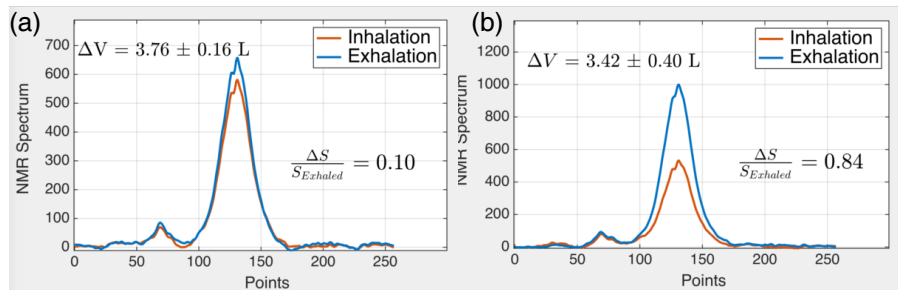 (a)
ΔV = 3.76 ± 0.16 L
Inhalation
Exhalation
ΔS / S_Exhaled = 0.10
NMR Spectrum
700
600
500
400
300
200
100
0
0 50 100 150 200 250
Points
(b)
ΔV = 3.42 ± 0.40 L
Inhalation
Exhalation
ΔS / S_Exhaled = 0.84
NMR Spectrum
1200
1000
800
600
400
200
0
0 50 100 150 200 250
Points